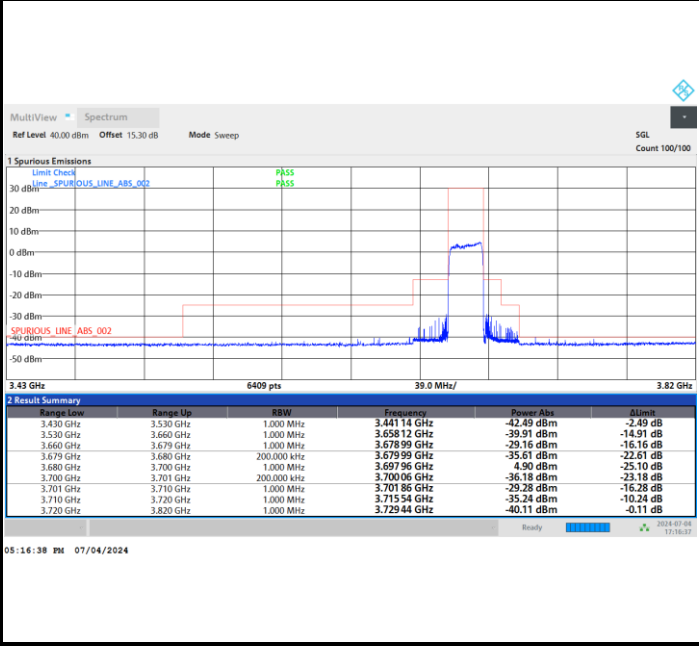 MultiView Spectrum
Ref Level 40.00 dBm Offset 15.30 dB Mode Sweep SGL
Count 100/100
1 Spurious Emissions
Limit Check PASS
Line _SPURIOUS_LINE_ABS_002 PASS
30 dBm
20 dBm
10 dBm
0 dBm
-10 dBm
-20 dBm
-30 dBm
_SPURIOUS_LINE_ABS_002
-40 dBm
-50 dBm
3.43 GHz 6409 pts 39.0 MHz/ 3.82 GHz
2 Result Summary
Range Low Range Up RBW Frequency Power Abs ΔLimit
3.430 GHz 3.530 GHz 1.000 MHz 3.441 14 GHz -42.49 dBm -2.49 dB
3.530 GHz 3.660 GHz 1.000 MHz 3.658 12 GHz -39.91 dBm -14.91 dB
3.660 GHz 3.679 GHz 1.000 MHz 3.678 99 GHz -29.16 dBm -16.16 dB
3.679 GHz 3.680 GHz 200.000 kHz 3.679 99 GHz -35.61 dBm -22.61 dB
3.680 GHz 3.700 GHz 1.000 MHz 3.697 96 GHz 4.90 dBm -25.10 dB
3.700 GHz 3.701 GHz 200.000 kHz 3.700 06 GHz -36.18 dBm -23.18 dB
3.701 GHz 3.710 GHz 1.000 MHz 3.701 86 GHz -29.28 dBm -16.28 dB
3.710 GHz 3.720 GHz 1.000 MHz 3.715 54 GHz -35.24 dBm -10.24 dB
3.720 GHz 3.820 GHz 1.000 MHz 3.729 44 GHz -40.11 dBm -0.11 dB
Ready 2024-07-04
17:16:37
05:16:38 PM 07/04/2024